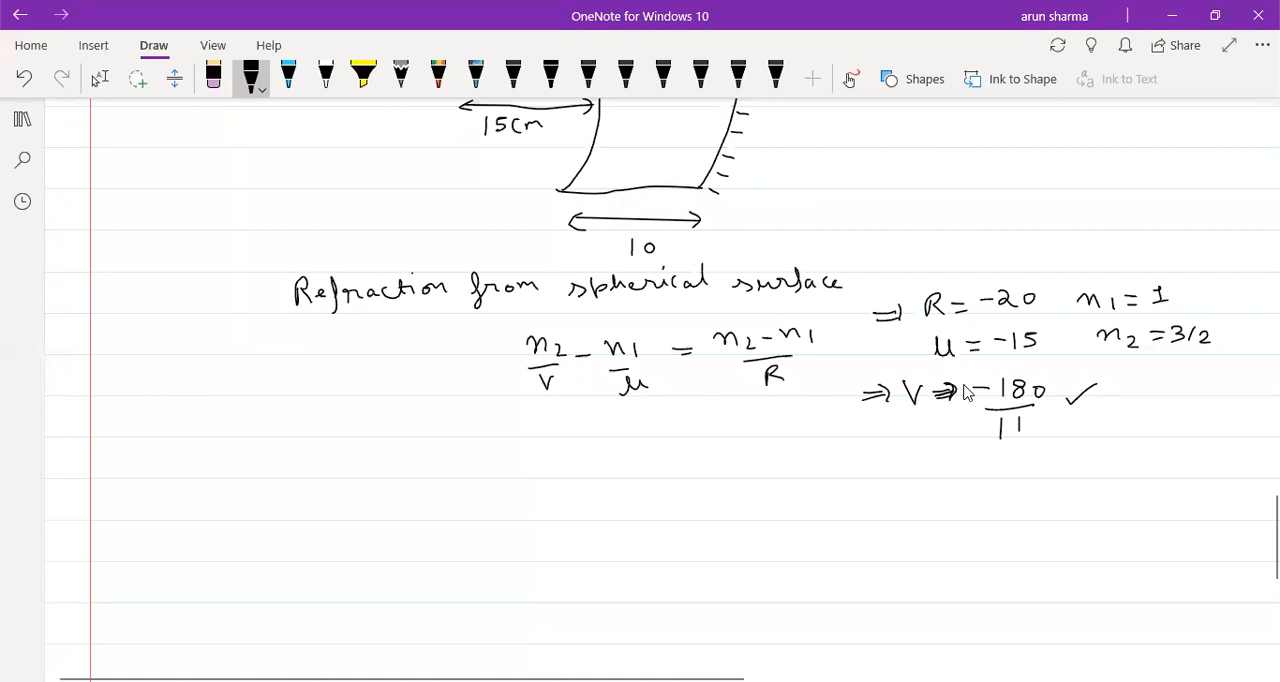 OneNote for Windows 10
arun sharma
Home Insert Draw View Help
Share
Shapes Ink to Shape Ink to Text
15cm
10
Refraction from spherical surface
n2/v - n1/μ = n2-n1/R
⇒ R = -20 n1 = 1
μ = -15 n2 = 3/2
⇒ V ⇒ -180/11 ✓